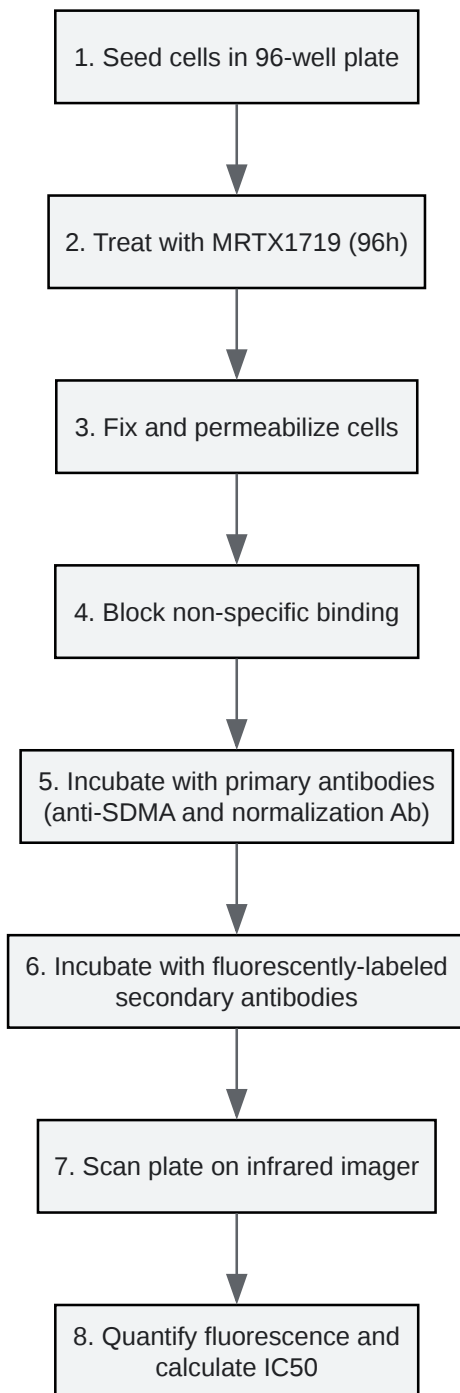 1. Seed cells in 96-well plate
2. Treat with MRTX1719 (96h)
3. Fix and permeabilize cells
4. Block non-specific binding
5. Incubate with primary antibodies
(anti-SDMA and normalization Ab)
6. Incubate with fluorescently-labeled
secondary antibodies
7. Scan plate on infrared imager
8. Quantify fluorescence and
calculate IC50